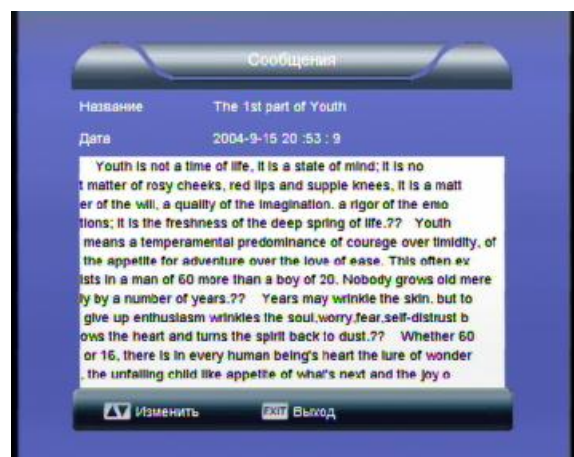 Сообщения
Название The 1st part of Youth
Дата 2004-9-15 20 :53 : 9
Youth is not a time of life, it is a state of mind; it is no
t matter of rosy cheeks, red lips and supple knees, it is a matt
er of the will, a quality of the imagination. a rigor of the emo
tions; it is the freshness of the deep spring of life.?? Youth
means a temperamental predominance of courage over timidity, of
the appetite for adventure over the love of ease. This often ex
ists in a man of 60 more than a boy of 20. Nobody grows old mere
ly by a number of years.?? Years may wrinkle the skin. but to
give up enthusiasm wrinkles the soul,worry,fear,self-distrust b
ows the heart and turns the spirit back to dust.?? Whether 60
or 16, there is in every human being's heart the lure of wonder
, the unfailing child like appetite of what's next and the joy o
Изменить EXIT Выход